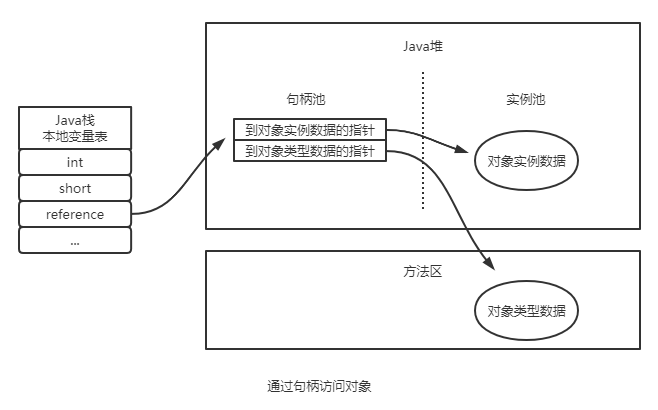 Java堆
句柄池
实例池
Java栈
本地变量表
int
short
reference
...
到对象实例数据的指针
到对象类型数据的指针
对象实例数据
方法区
对象类型数据
通过句柄访问对象